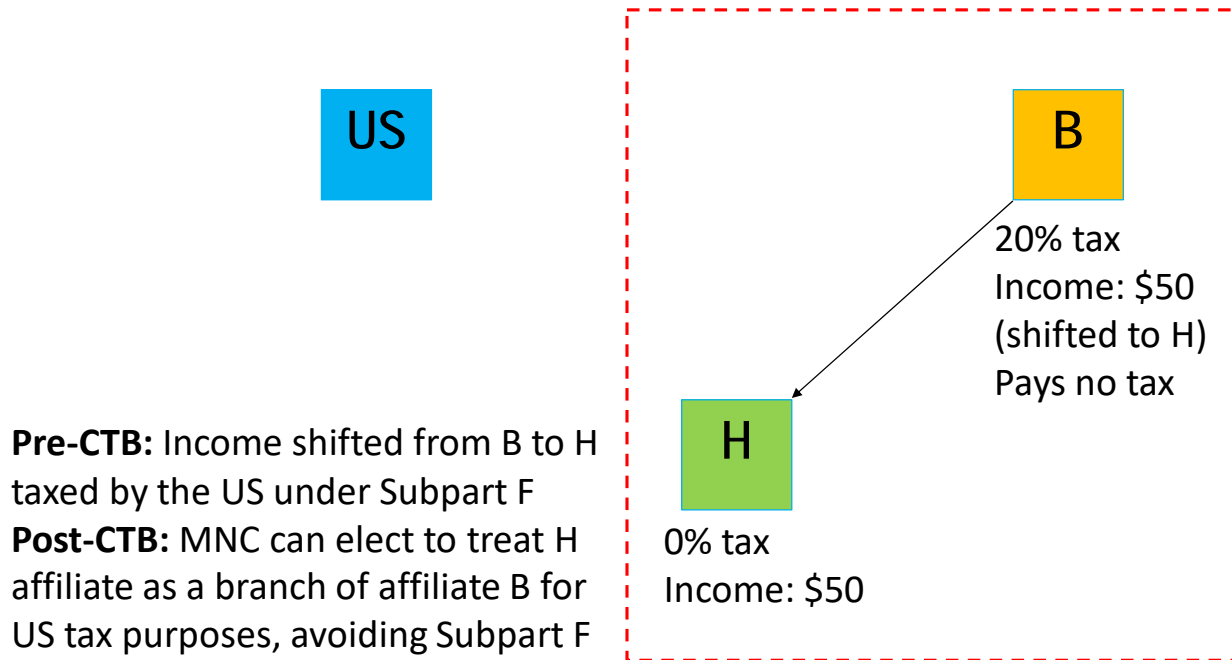 US
B
20% tax
Income: $50
(shifted to H)
Pays no tax
H
0% tax
Income: $50
Pre-CTB: Income shifted from B to H
taxed by the US under Subpart F
Post-CTB: MNC can elect to treat H
affiliate as a branch of affiliate B for
US tax purposes, avoiding Subpart F